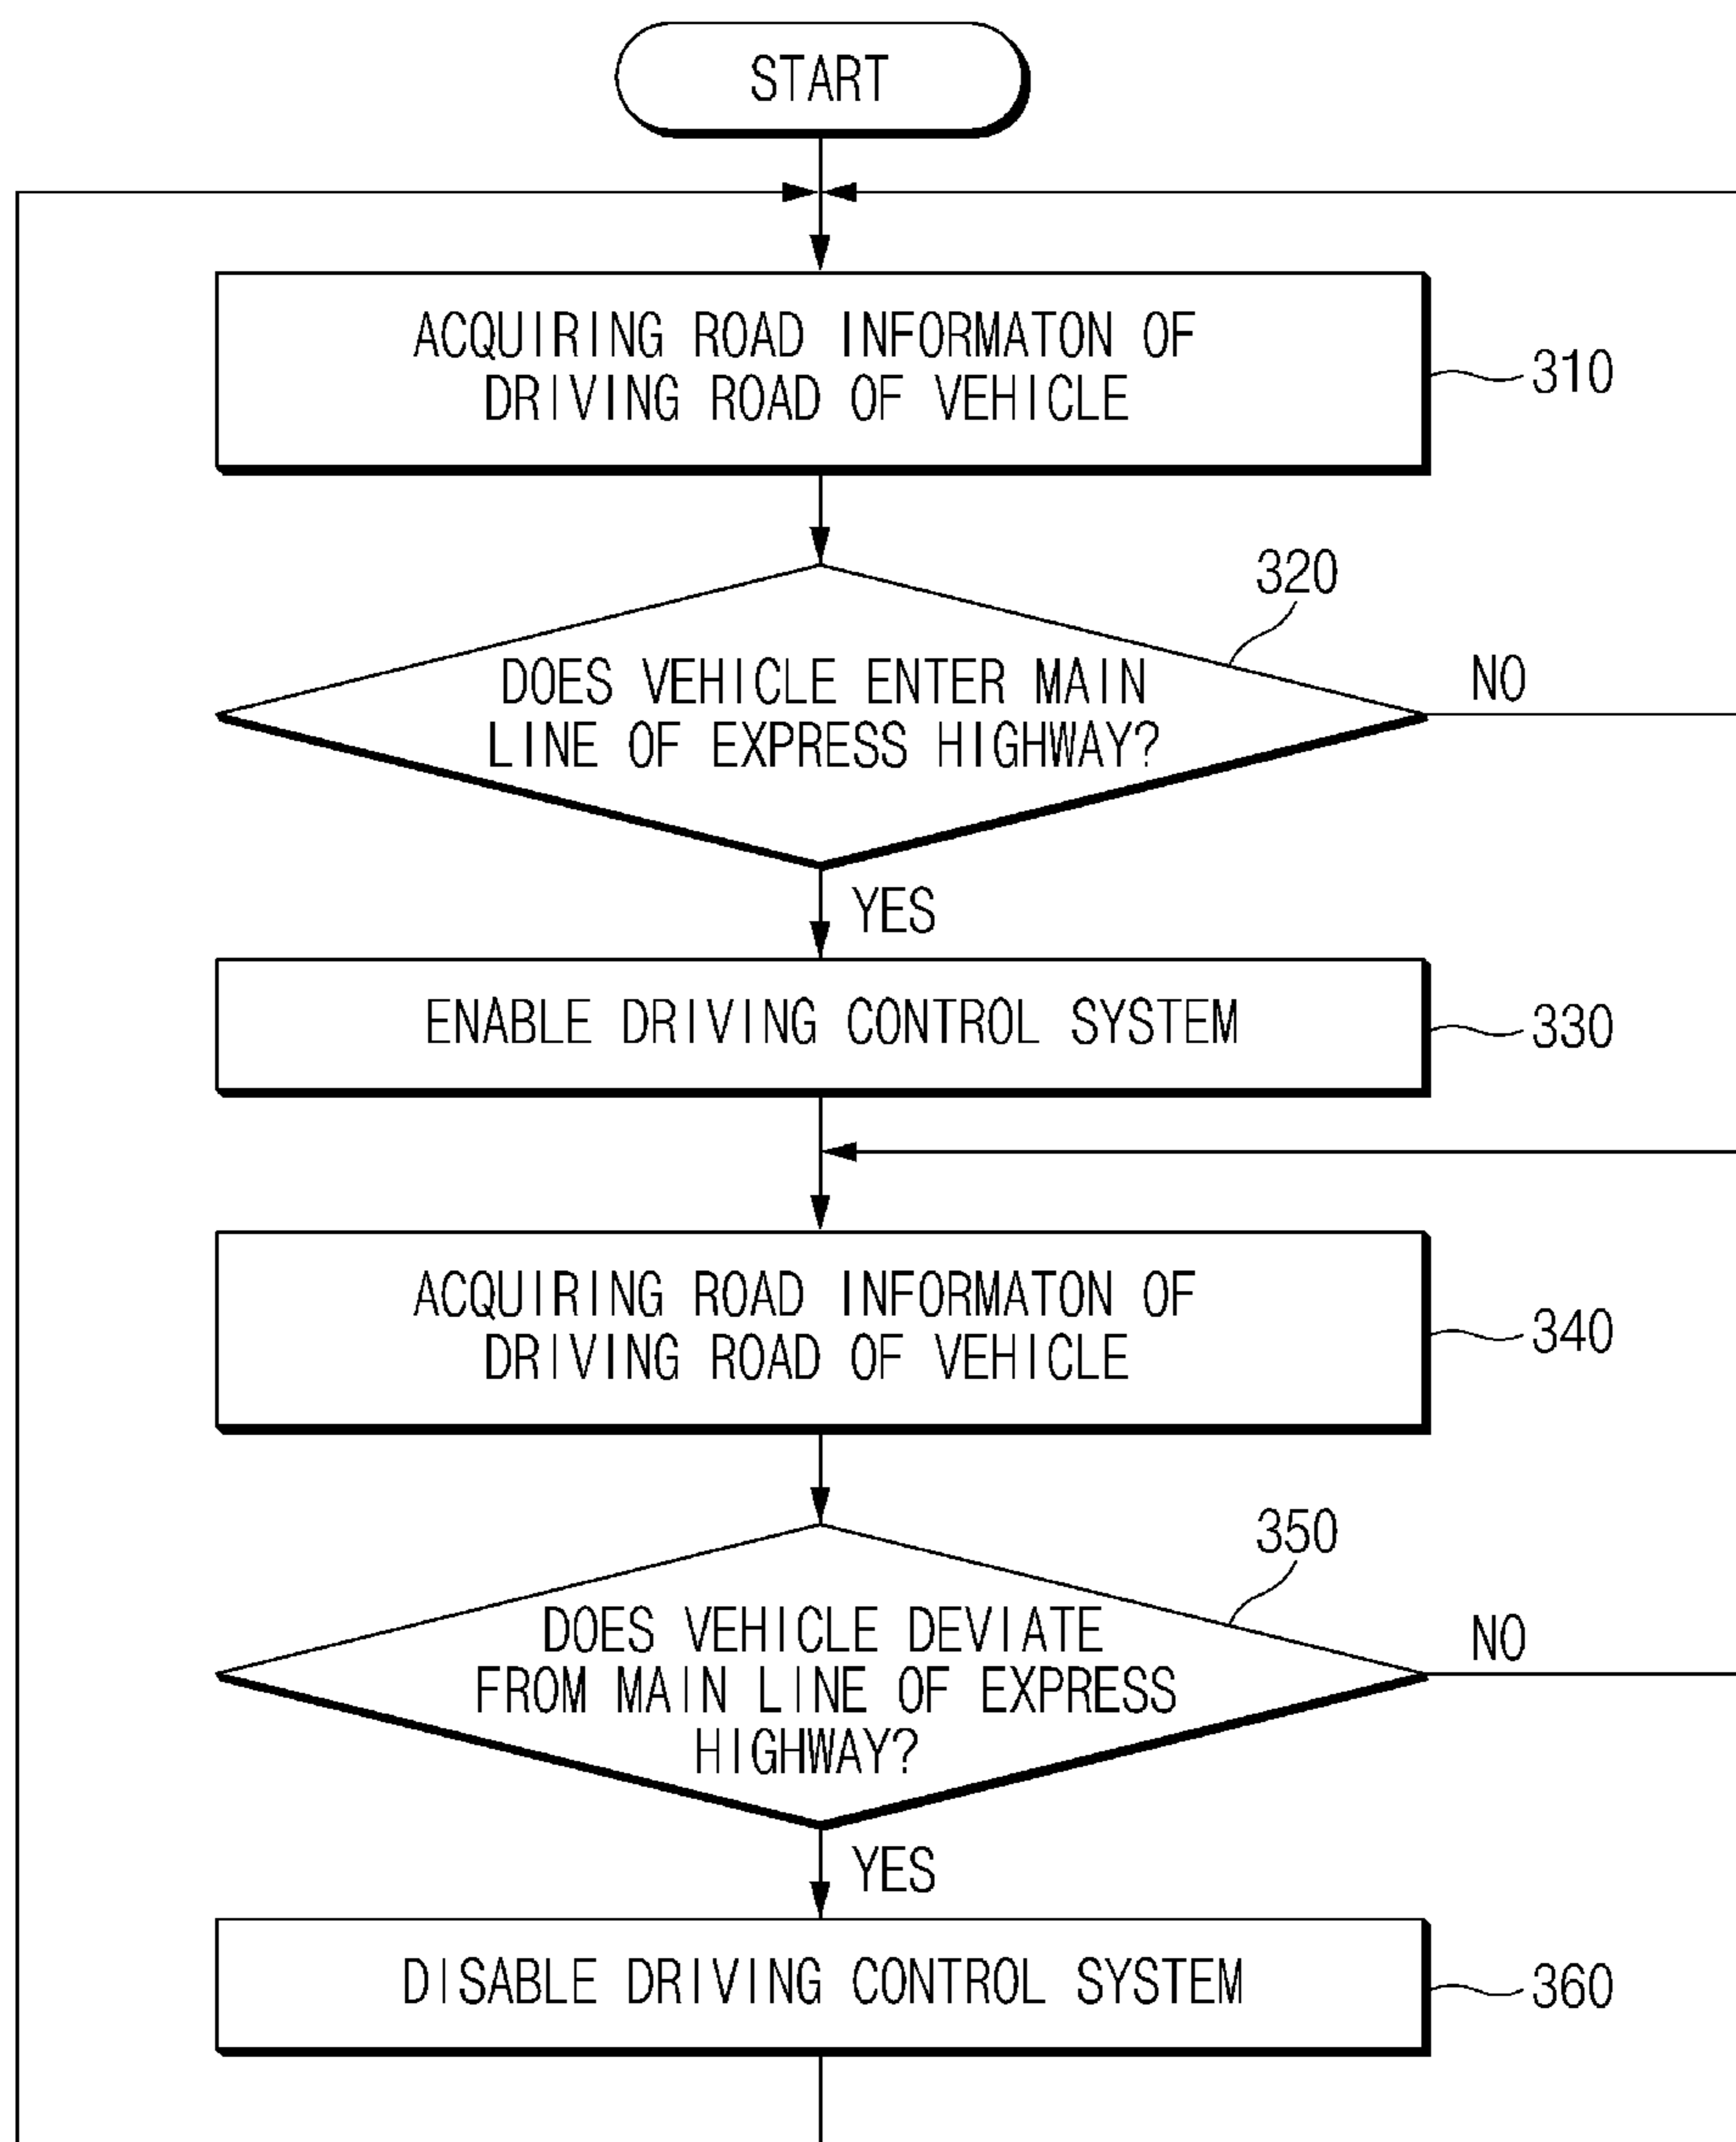 START
ACQUIRING ROAD INFORMATON OF
DRIVING ROAD OF VEHICLE
310
320
DOES VEHICLE ENTER MAIN
LINE OF EXPRESS HIGHWAY?
NO
YES
ENABLE DRIVING CONTROL SYSTEM
330
ACQUIRING ROAD INFORMATON OF
DRIVING ROAD OF VEHICLE
340
350
DOES VEHICLE DEVIATE
FROM MAIN LINE OF EXPRESS
HIGHWAY?
NO
YES
DISABLE DRIVING CONTROL SYSTEM
360